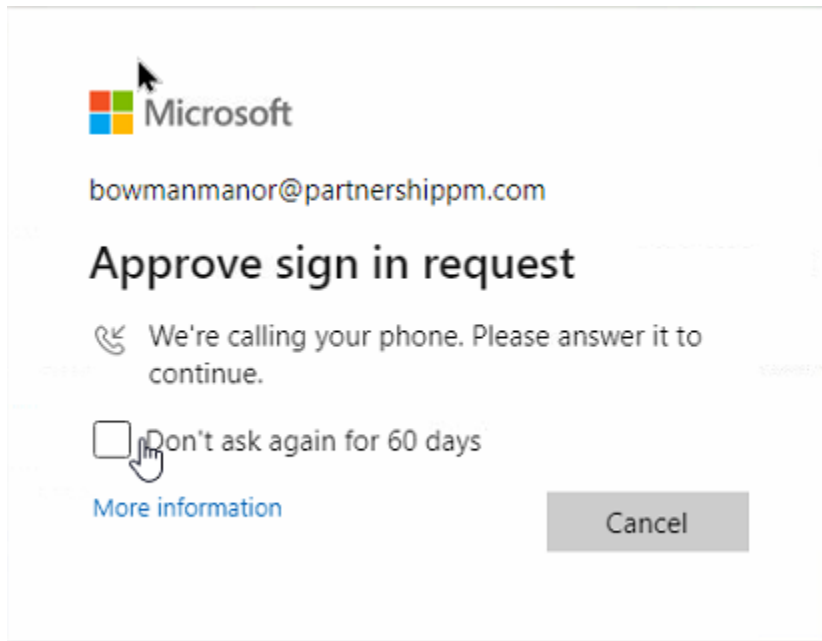 Microsoft
bowmanmanor@partnershippm.com
Approve sign in request
We're calling your phone. Please answer it to
continue.
Don't ask again for 60 days
More information
Cancel